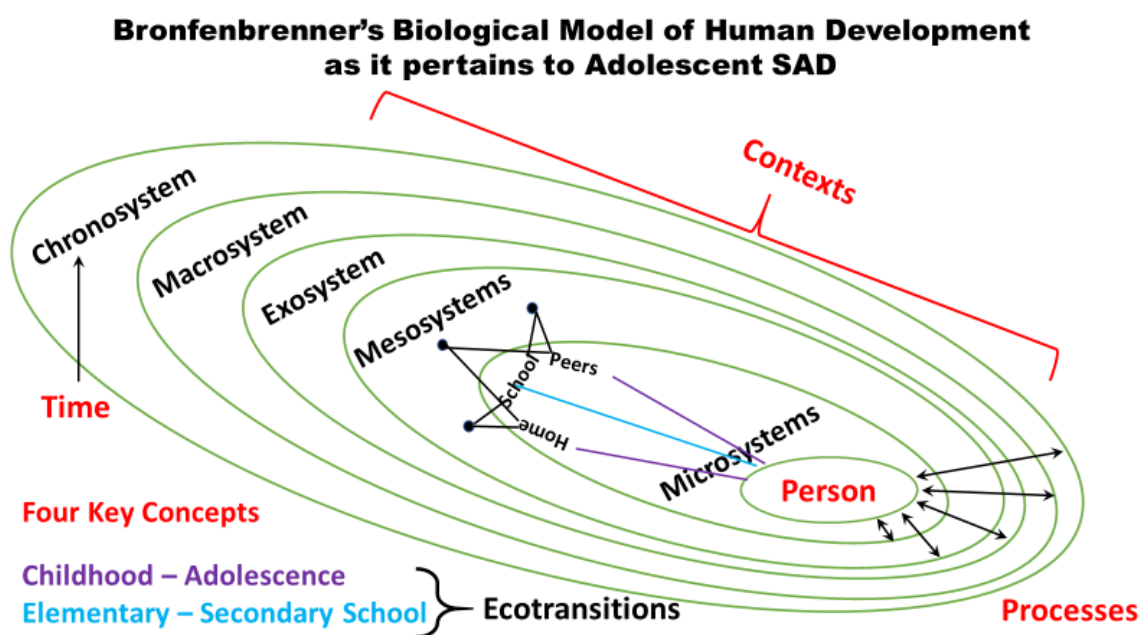 Bronfenbrenner's Biological Model of Human Development
as it pertains to Adolescent SAD
Contexts
Chronosystem
Macrosystem
Exosystem
Mesosystems
Peers
School
Home
Microsystems
Person
Time
Four Key Concepts
Childhood – Adolescence
Elementary – Secondary School
Ecotransitions
Processes